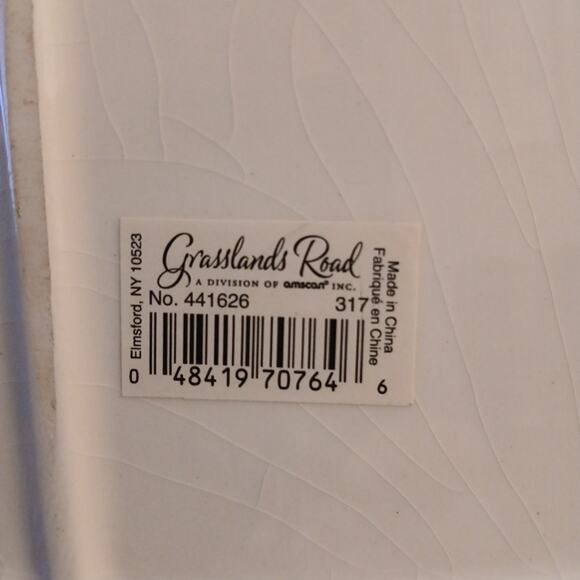 Grasslands Road
A DIVISION OF amscan® INC.
No. 441626 317
0 48419 70764 6
Elmsford, NY 10523
Made in China
Fabriqué en Chine